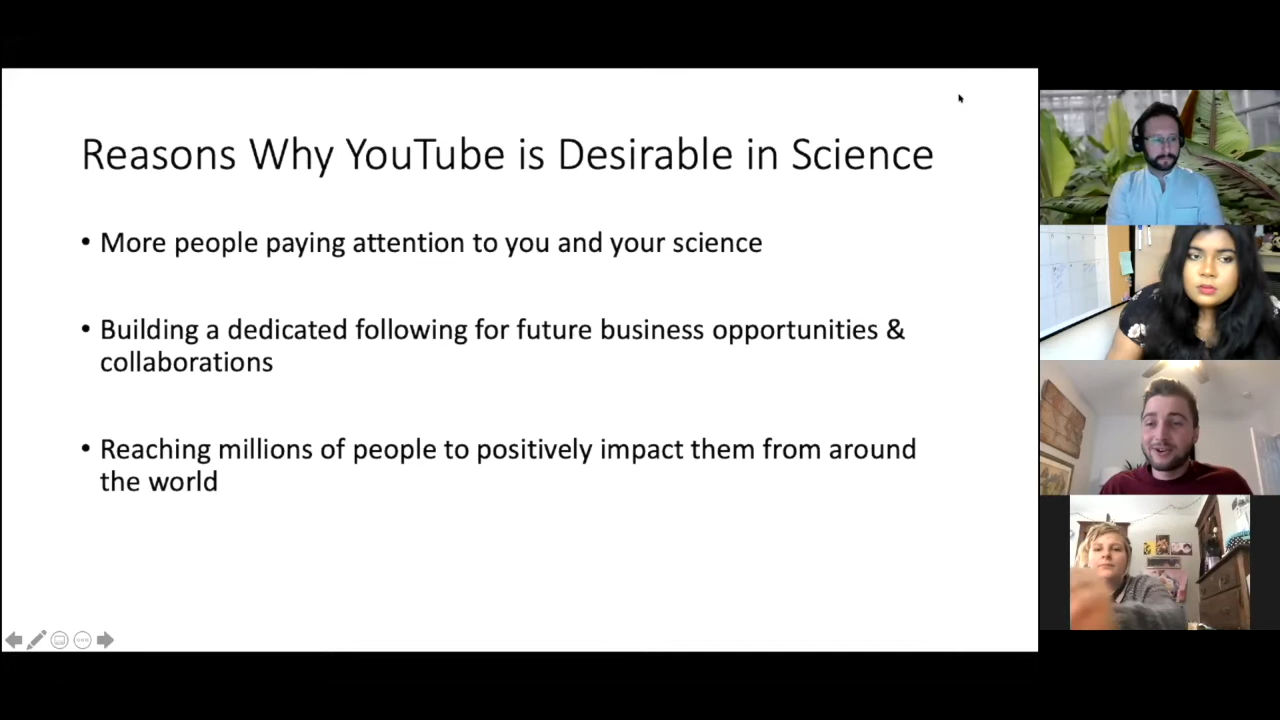 Reasons Why YouTube is Desirable in Science
• More people paying attention to you and your science
• Building a dedicated following for future business opportunities &
collaborations
• Reaching millions of people to positively impact them from around
the world